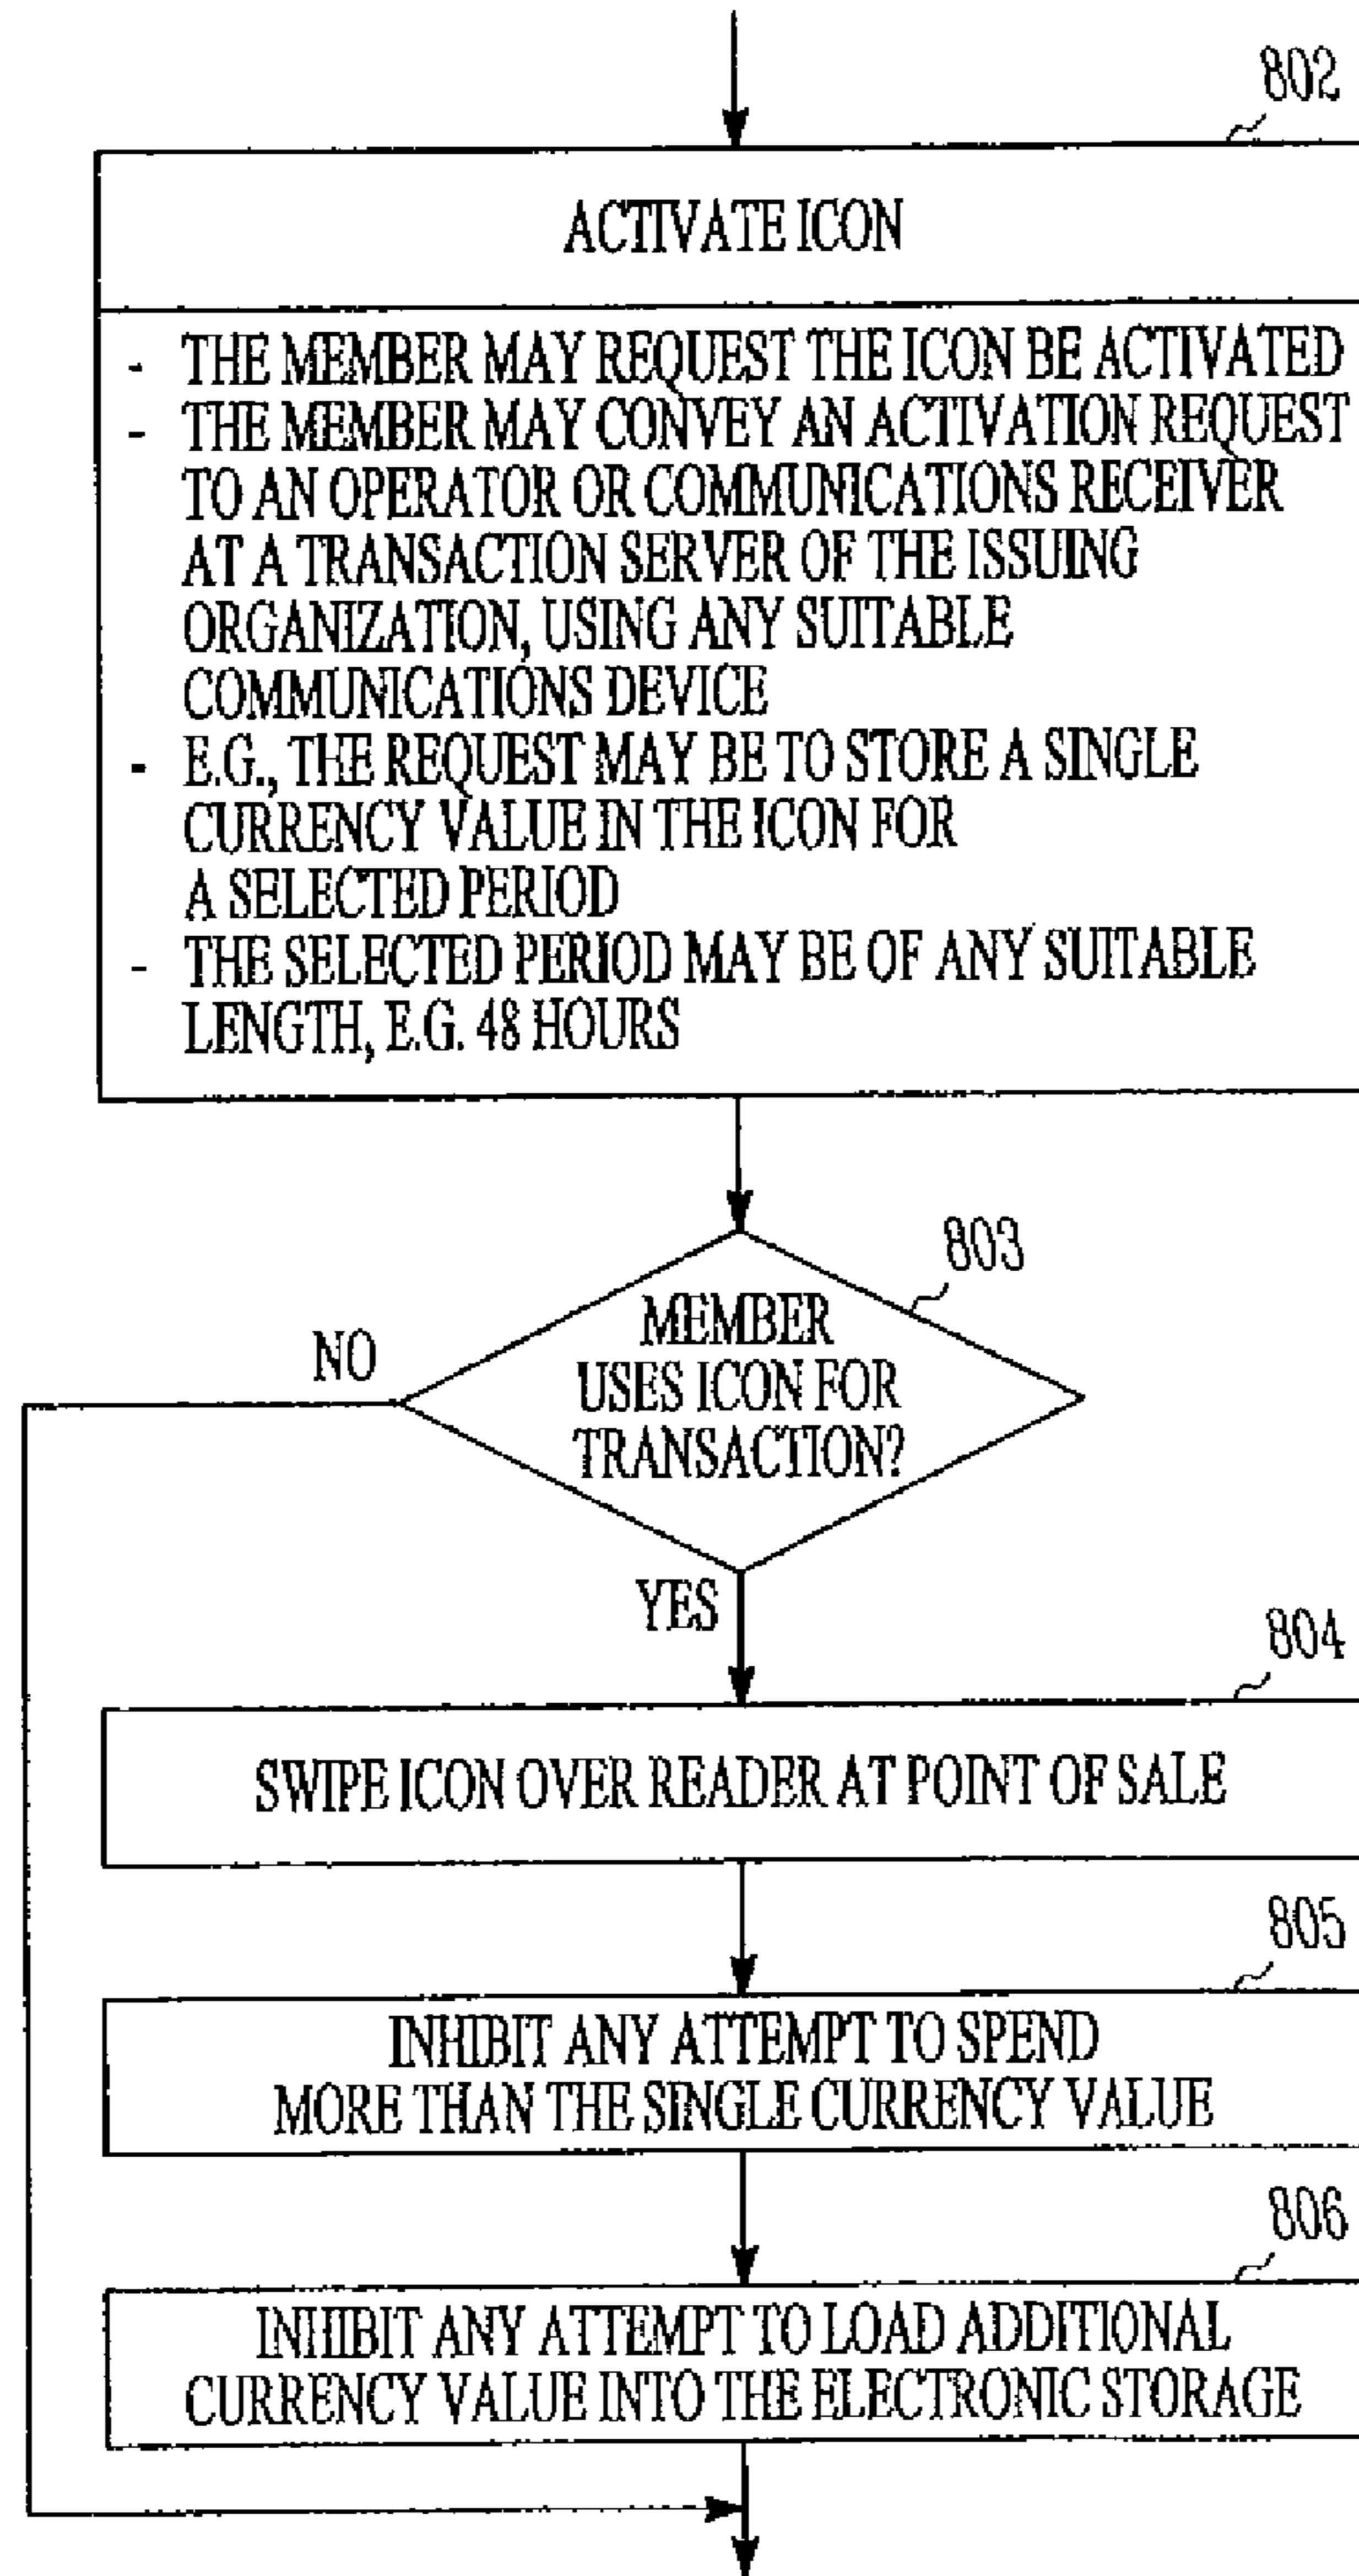 802
ACTIVATE ICON
- THE MEMBER MAY REQUEST THE ICON BE ACTIVATED
- THE MEMBER MAY CONVEY AN ACTIVATION REQUEST
TO AN OPERATOR OR COMMUNICATIONS RECEIVER
AT A TRANSACTION SERVER OF THE ISSUING
ORGANIZATION, USING ANY SUITABLE
COMMUNICATIONS DEVICE
- E.G., THE REQUEST MAY BE TO STORE A SINGLE
CURRENCY VALUE IN THE ICON FOR
A SELECTED PERIOD
- THE SELECTED PERIOD MAY BE OF ANY SUITABLE
LENGTH, E.G. 48 HOURS
803
NO
MEMBER
USES ICON FOR
TRANSACTION?
YES
804
SWIPE ICON OVER READER AT POINT OF SALE
805
INHIBIT ANY ATTEMPT TO SPEND
MORE THAN THE SINGLE CURRENCY VALUE
806
INHIBIT ANY ATTEMPT TO LOAD ADDITIONAL
CURRENCY VALUE INTO THE ELECTRONIC STORAGE